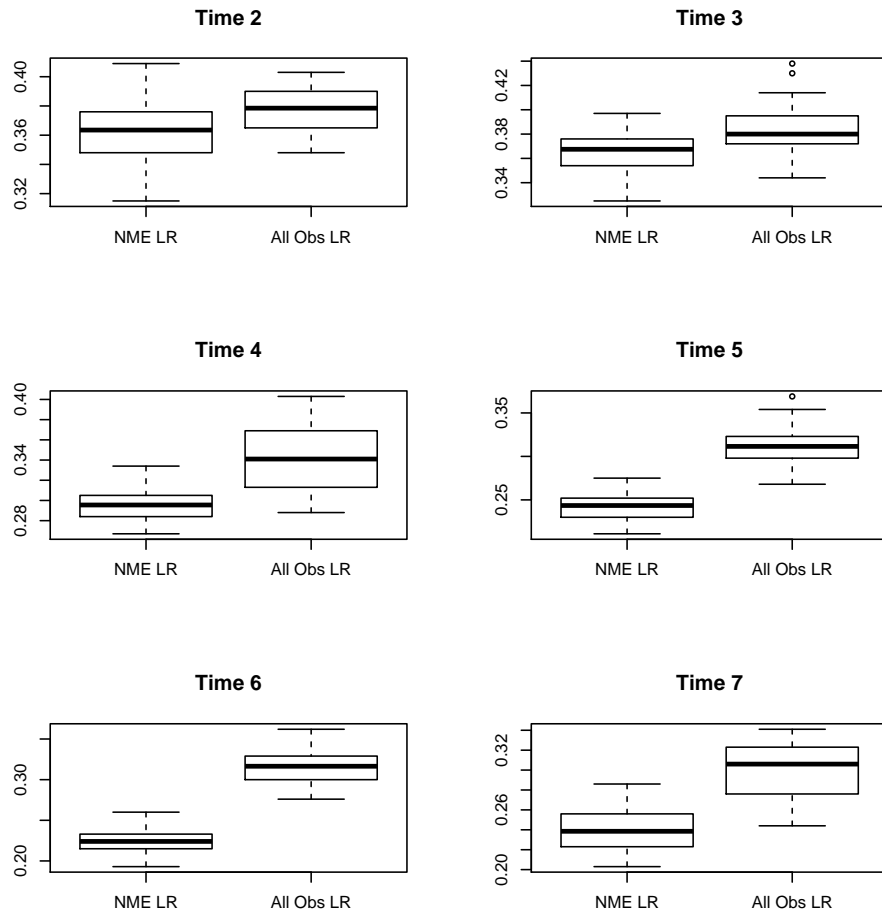 Time 2
0.40
0.36
0.32
NME LR All Obs LR
Time 3
0.42
0.38
0.34
NME LR All Obs LR
Time 4
0.40
0.34
0.28
NME LR All Obs LR
Time 5
0.35
0.25
NME LR All Obs LR
Time 6
0.30
0.20
NME LR All Obs LR
Time 7
0.32
0.26
0.20
NME LR All Obs LR